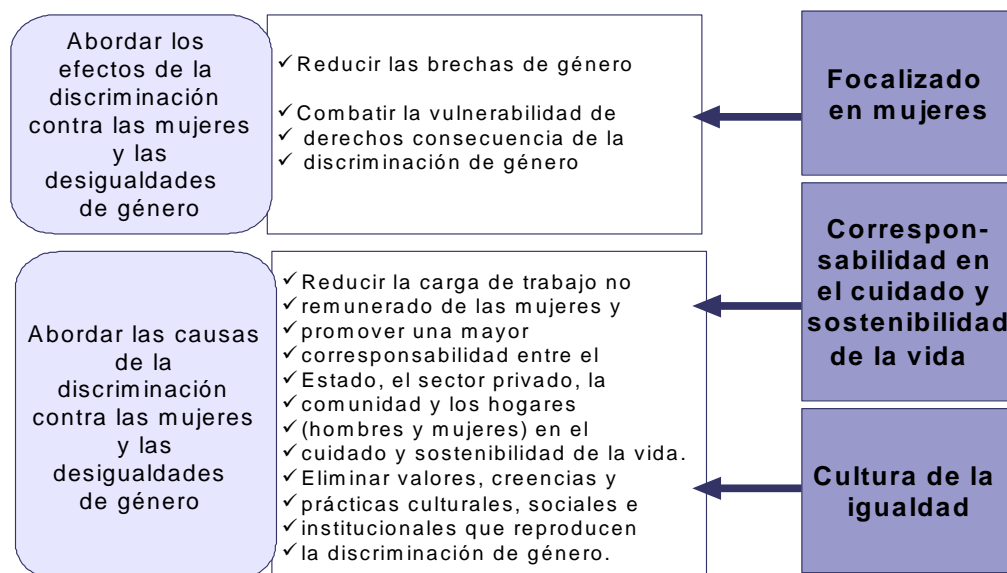 Abordar los
efectos de la
discriminación
contra las mujeres
y las
desigualdades
de género
✓ Reducir las brechas de género
✓ Combatir la vulnerabilidad de
✓ derechos consecuencia de la
✓ discriminación de género
Focalizado
en mujeres
Abordar las causas
de la
discriminación
contra las mujeres
y las
desigualdades
de género
✓ Reducir la carga de trabajo no
✓ remunerado de las mujeres y
✓ promover una mayor
✓ corresponsabilidad entre el
✓ Estado, el sector privado, la
✓ comunidad y los hogares
✓ (hombres y mujeres) en el
✓ cuidado y sostenibilidad de la vida.
✓ Eliminar valores, creencias y
✓ prácticas culturales, sociales e
✓ institucionales que reproducen
✓ la discriminación de género.
Correspon-
sabilidad en
el cuidado y
sostenibilidad
de la vida
Cultura de la
igualdad